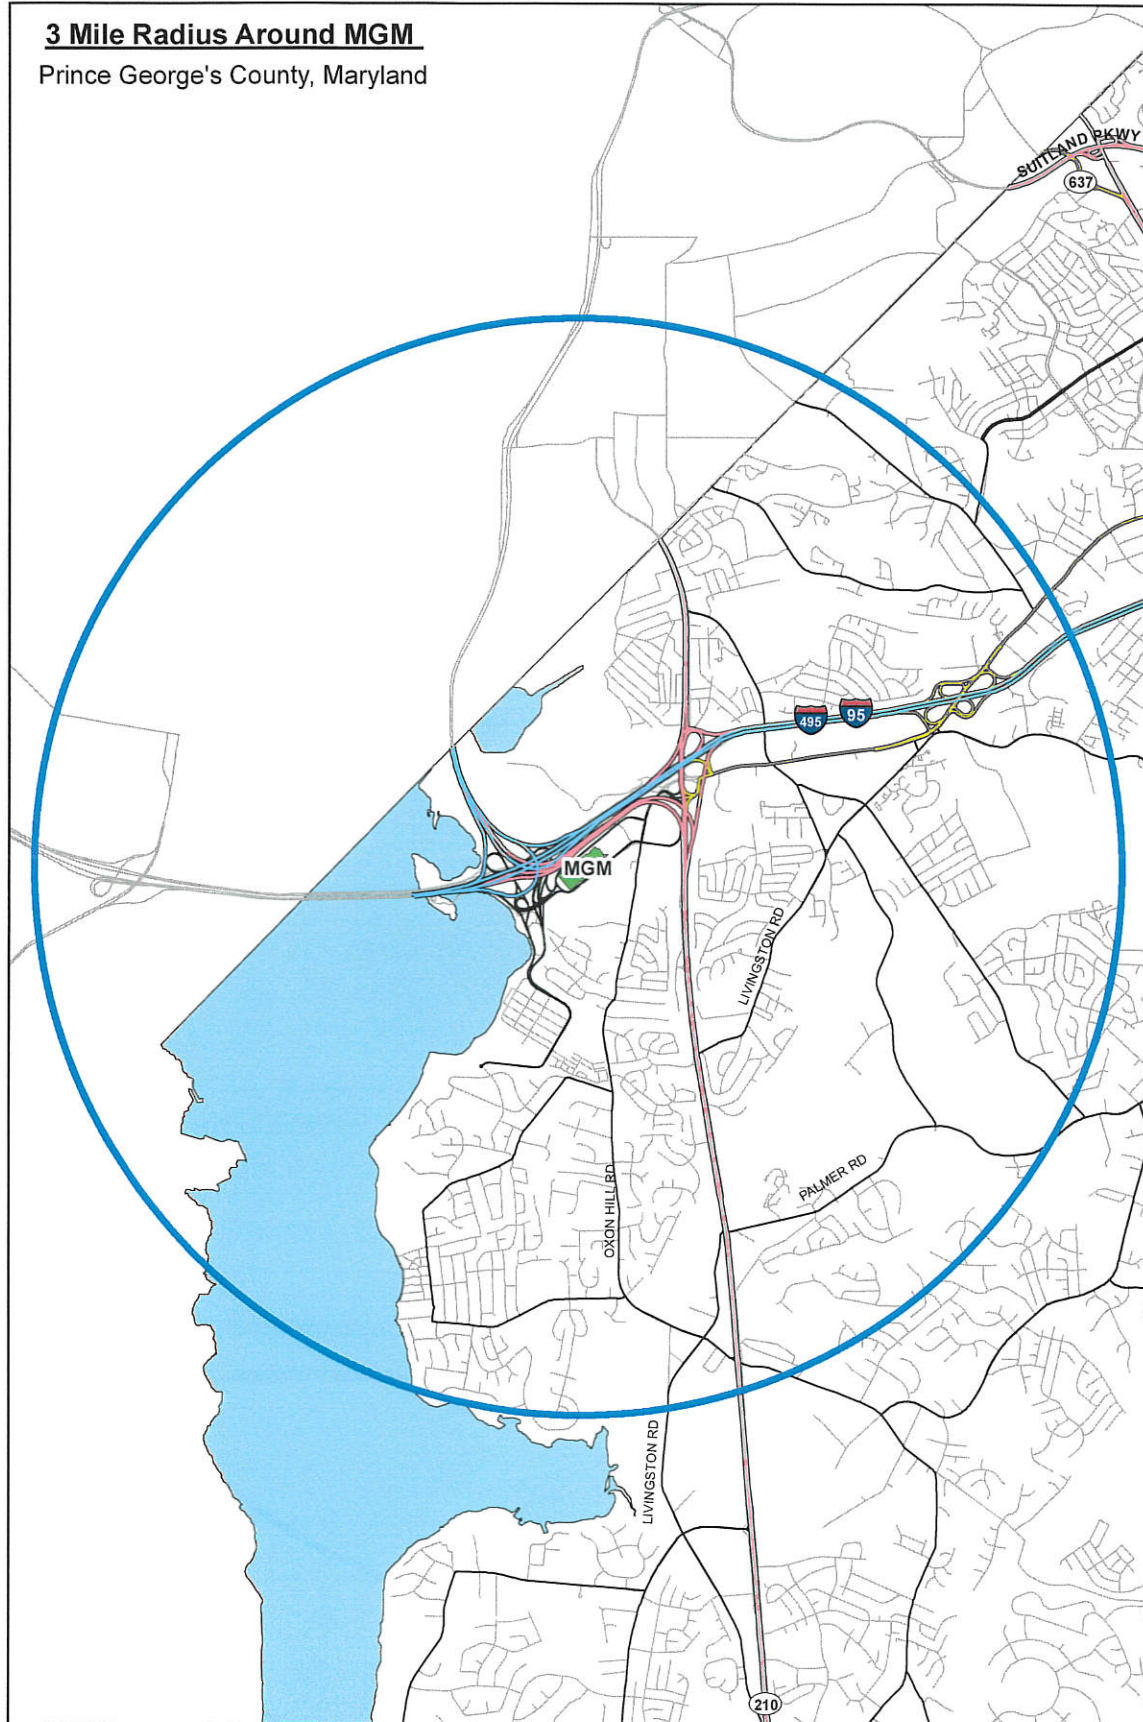 3 Mile Radius Around MGM
Prince George's County, Maryland
SUITLAND PKWY
637
495
95
MGM
LIVINGSTON RD
PALMER RD
OXON HILL RD
LIVINGSTON RD
210